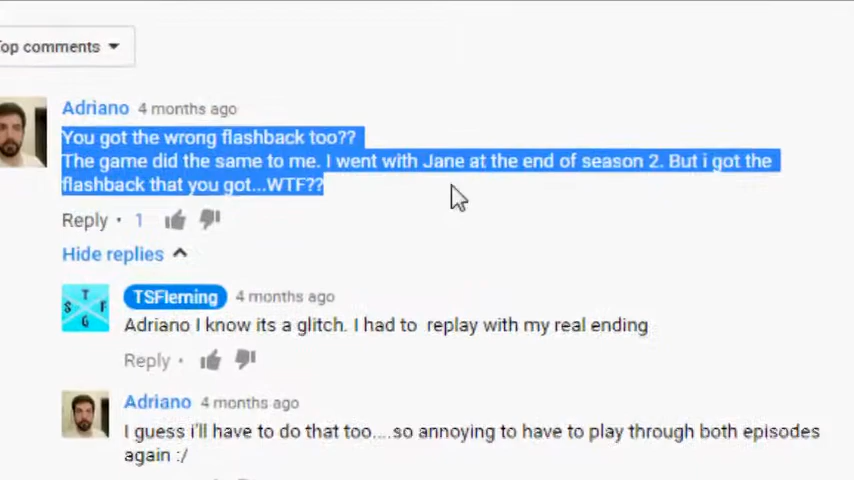 Top comments
Adriano 4 months ago
You got the wrong flashback too??
The game did the same to me. I went with Jane at the end of season 2. But i got the
flashback that you got...WTF??
Reply • 1
Hide replies
T
S F
G
TSFleming 4 months ago
Adriano I know its a glitch. I had to replay with my real ending
Reply •
Adriano 4 months ago
I guess i'll have to do that too....so annoying to have to play through both episodes
again :/